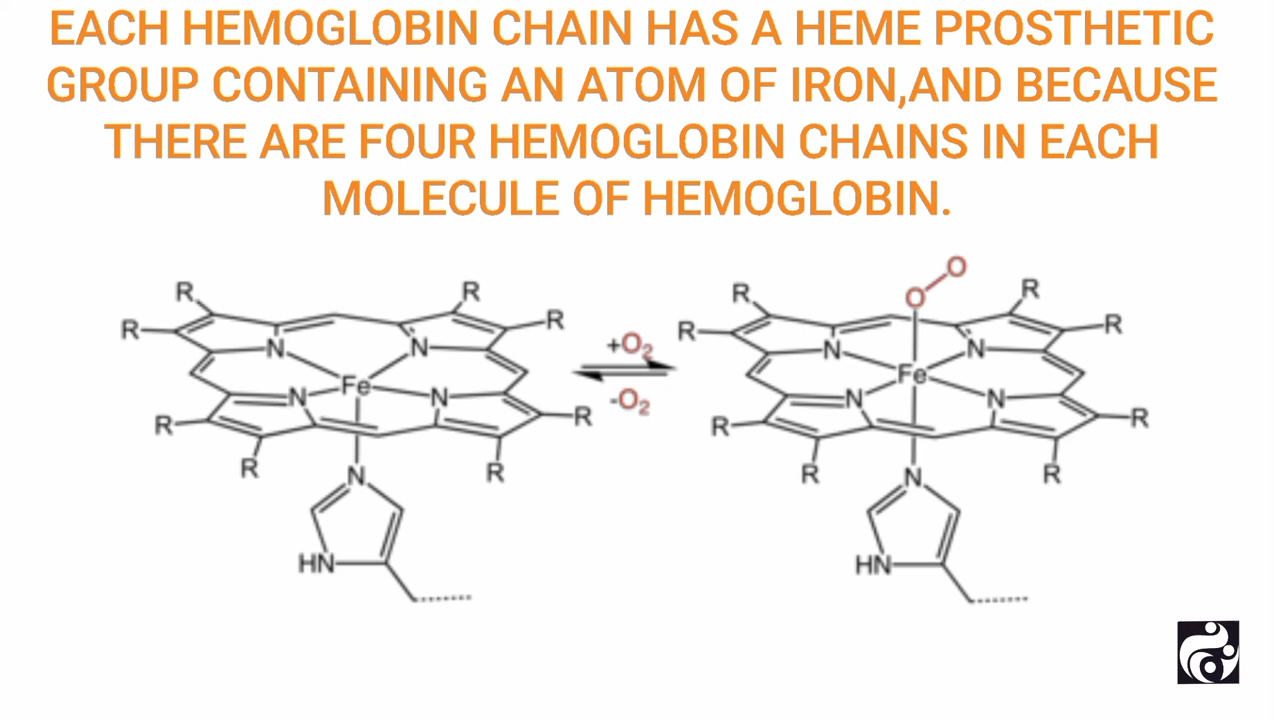 EACH HEMOGLOBIN CHAIN HAS A HEME PROSTHETIC
GROUP CONTAINING AN ATOM OF IRON,AND BECAUSE
THERE ARE FOUR HEMOGLOBIN CHAINS IN EACH
MOLECULE OF HEMOGLOBIN.
R R R R N N Fe N N R R R R N HN
+O₂
-O₂
O O R R R R N N Fe N N R R R R N HN